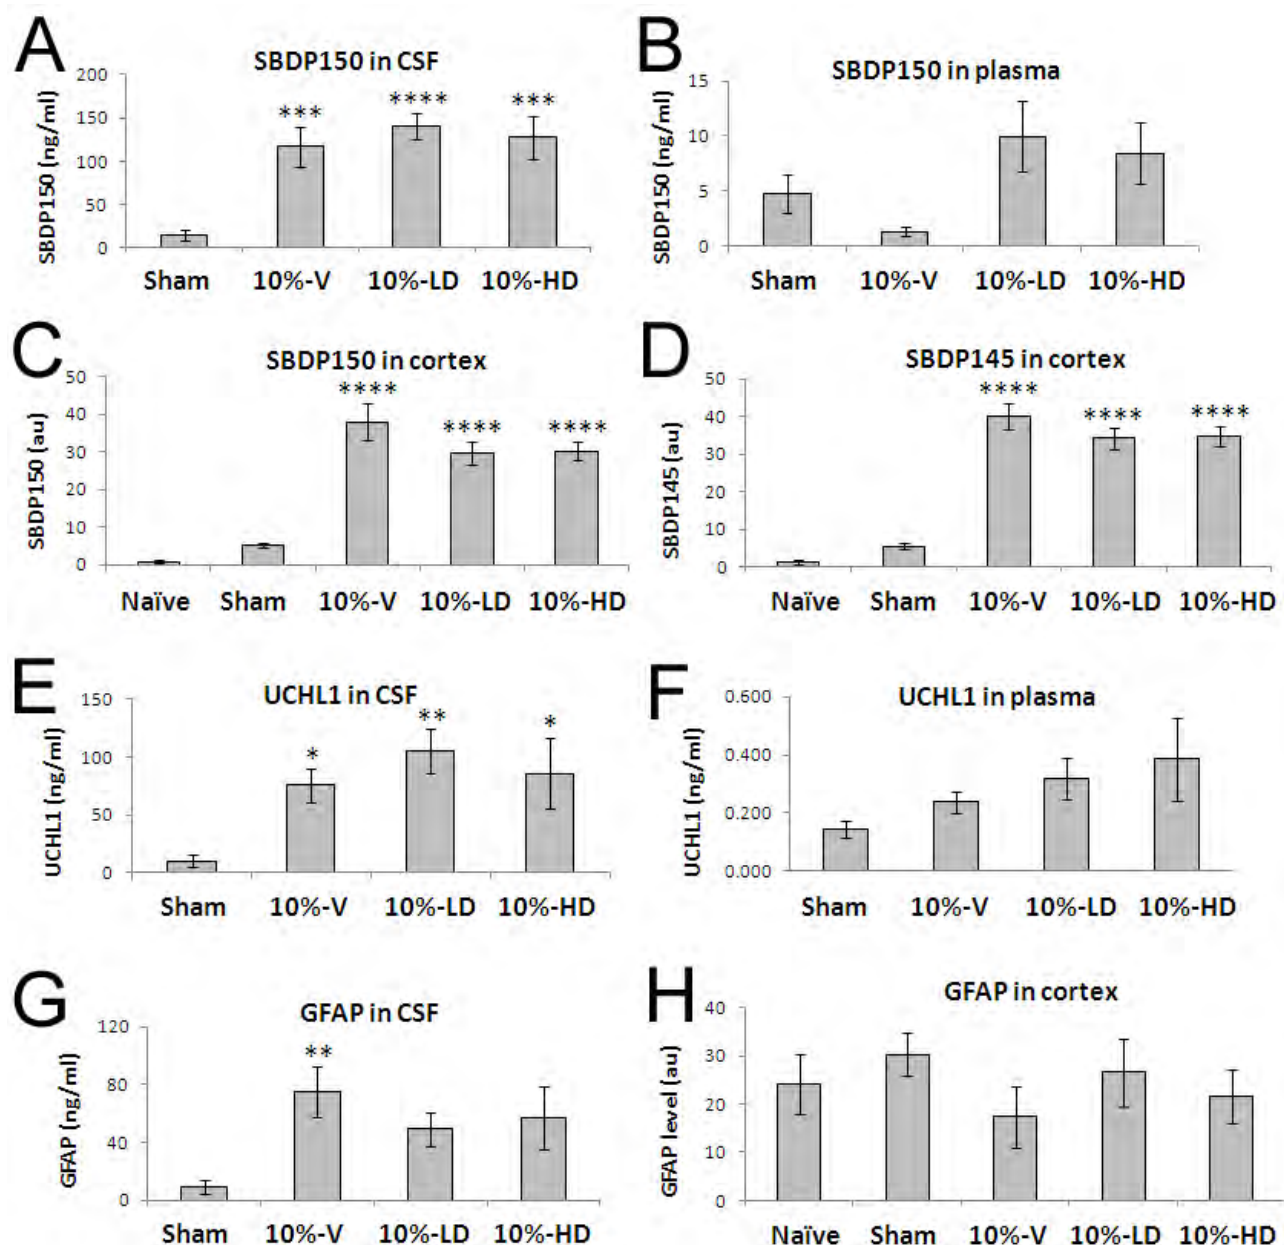 A
SBDP150 in CSF
SBDP150 (ng/ml)
200
150
100
50
0
***
****
***
Sham 10%-V 10%-LD 10%-HD
B
SBDP150 in plasma
SBDP150 (ng/ml)
15
10
5
0
Sham 10%-V 10%-LD 10%-HD
C
SBDP150 in cortex
SBDP150 (au)
50
40
30
20
10
0
****
****
****
Naïve Sham 10%-V 10%-LD 10%-HD
D
SBDP145 in cortex
SBDP145 (au)
50
40
30
20
10
0
****
****
****
Naïve Sham 10%-V 10%-LD 10%-HD
E
UCHL1 in CSF
UCHL1 (ng/ml)
150
100
50
0
*
**
*
Sham 10%-V 10%-LD 10%-HD
F
UCHL1 in plasma
UCHL1 (ng/ml)
0.600
0.400
0.200
0.000
Sham 10%-V 10%-LD 10%-HD
G
GFAP in CSF
GFAP (ng/ml)
120
80
40
0
**
Sham 10%-V 10%-LD 10%-HD
H
GFAP in cortex
GFAP level (au)
40
30
20
10
0
Naïve Sham 10%-V 10%-LD 10%-HD